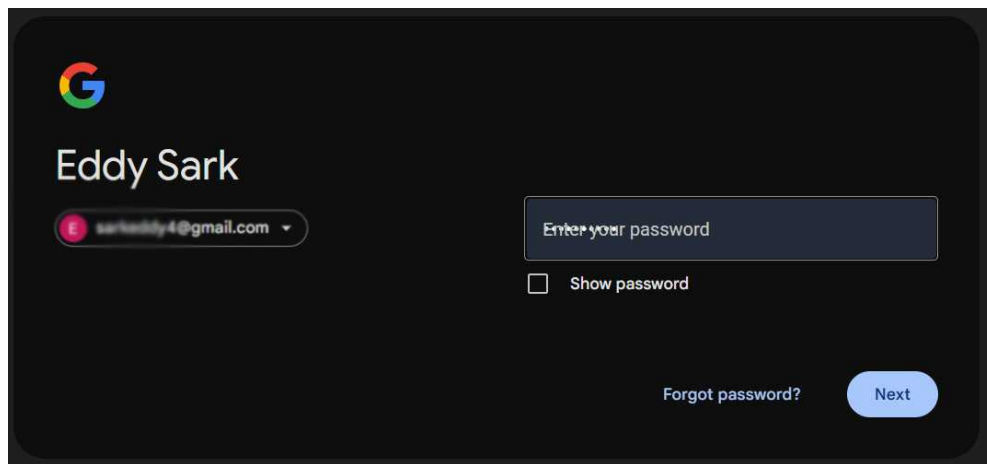 Eddy Sark
E
@gmail.com
Enter your password
Show password
Forgot password?
Next